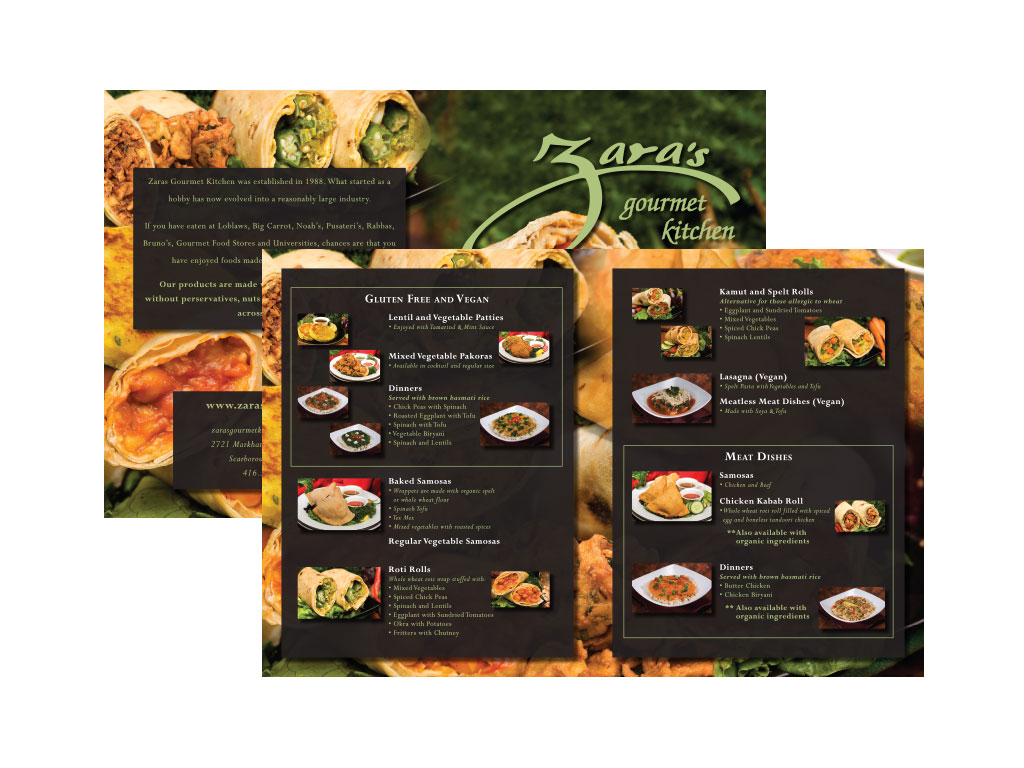 Zaras Gourmet Kitchen was established in 1988. What started as a
hobby has now evolved into a reasonably large industry.
If you have eaten at Loblaws, Big Carrot, Noah's, Pusateri's, Rabbas,
Bruno's, Gourmet Food Stores and Universities, chances are that you
have enjoyed foods made
Our products are made
without perservatives, nuts
across
www.zaras
zarasgourmetk
2721 Markha
Scarboro
416
Zara's
gourmet
kitchen
Gluten Free and Vegan
Lentil and Vegetable Patties
• Enjoyed with Tamarind & Mint Sauce
Mixed Vegetable Pakoras
• Available in cocktail and regular size
Dinners
Served with brown basmati rice
• Chick Peas with Spinach
• Roasted Eggplant with Tofu
• Spinach with Tofu
• Vegetable Biryani
• Spinach and Lentils
Baked Samosas
• Wrappers are made with organic spelt
or whole wheat flour
• Spinach Tofu
• Tex Mex
• Mixed vegetables with roasted spices
Regular Vegetable Samosas
Roti Rolls
Whole wheat roti wrap stuffed with:
• Mixed Vegetables
• Spiced Chick Peas
• Spinach and Lentils
• Eggplant with Sundried Tomatoes
• Okra with Potatoes
• Fritters with Chutney
Kamut and Spelt Rolls
Alternative for those allergic to wheat
• Eggplant and Sundried Tomatoes
• Mixed Vegetables
• Spiced Chick Peas
• Spinach Lentils
Lasagna (Vegan)
• Spelt Pasta with Vegetables and Tofu
Meatless Meat Dishes (Vegan)
• Made with Soya & Tofu
Meat Dishes
Samosas
• Chicken and Beef
Chicken Kabab Roll
• Whole wheat roti roll filled with spiced
egg and boneless tandoori chicken
**Also available with
organic ingredients
Dinners
Served with brown basmati rice
• Butter Chicken
• Chicken Biryani
** Also available with
organic ingredients